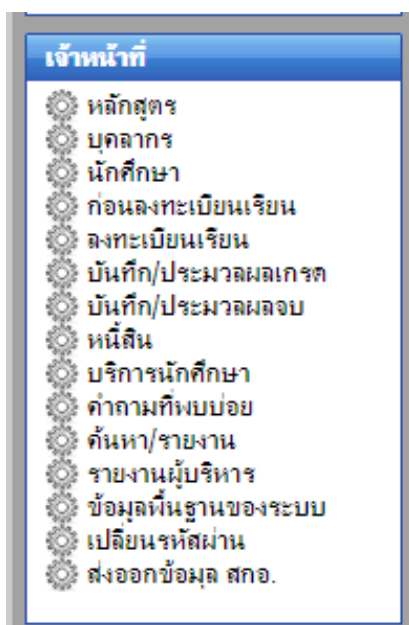 เจ้าหน้าที่
หลักสูตร
บุคลากร
นักศึกษา
ก่อนลงทะเบียนเรียน
ลงทะเบียนเรียน
บันทึก/ประมวลผลเกรด
บันทึก/ประมวลผลจบ
หนี้สิน
บริการนักศึกษา
คำถามที่พบบ่อย
ค้นหา/รายงาน
รายงานผู้บริหาร
ข้อมูลพื้นฐานของระบบ
เปลี่ยนรหัสผ่าน
ส่งออกข้อมูล สกอ.